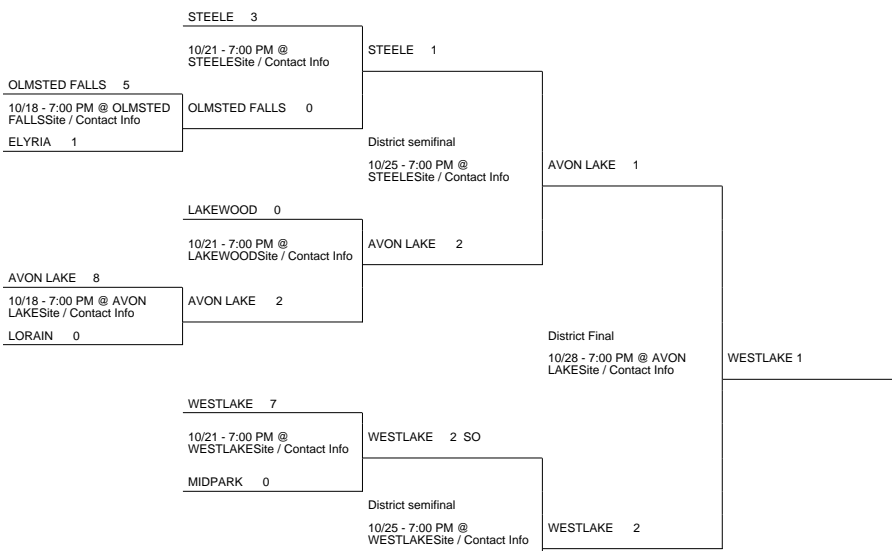 STEELE 3
10/21 - 7:00 PM @
STEELESite / Contact Info
STEELE 1
OLMSTED FALLS 5
10/18 - 7:00 PM @ OLMSTED
FALLSSite / Contact Info
OLMSTED FALLS 0
ELYRIA 1
District semifinal
10/25 - 7:00 PM @
STEELESite / Contact Info
AVON LAKE 1
LAKEWOOD 0
10/21 - 7:00 PM @
LAKEWOODSite / Contact Info
AVON LAKE 2
AVON LAKE 8
10/18 - 7:00 PM @ AVON
LAKESite / Contact Info
AVON LAKE 2
LORAIN 0
District Final
10/28 - 7:00 PM @ AVON
LAKESite / Contact Info
WESTLAKE 1
WESTLAKE 7
10/21 - 7:00 PM @
WESTLAKESite / Contact Info
WESTLAKE 2 SO
MIDPARK 0
District semifinal
10/25 - 7:00 PM @
WESTLAKESite / Contact Info
WESTLAKE 2